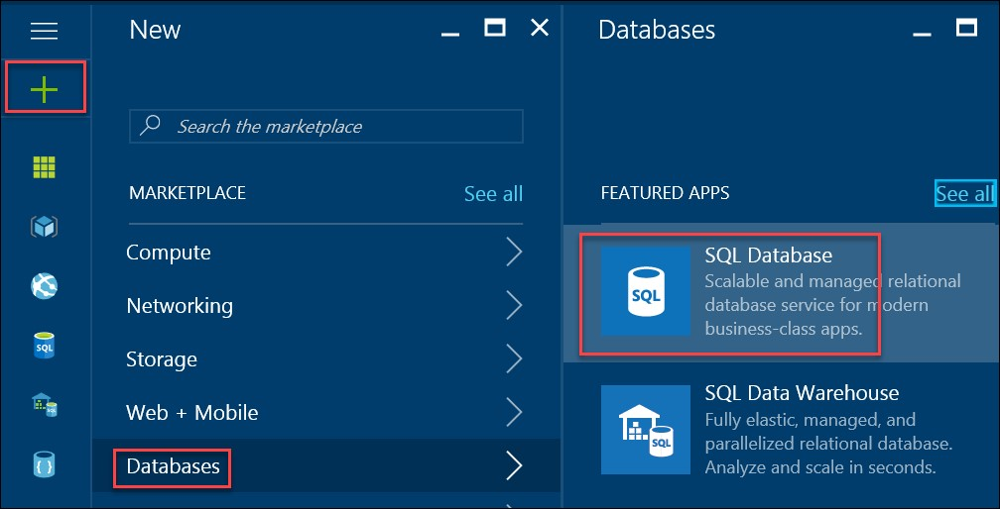 New
Search the marketplace
MARKETPLACE See all
Compute
Networking
Storage
Web + Mobile
Databases
Databases
FEATURED APPS See all
SQL
SQL Database
Scalable and managed relational
database service for modern
business-class apps.
SQL
SQL Data Warehouse
Fully elastic, managed, and
parallelized relational database.
Analyze and scale in seconds.
SQL